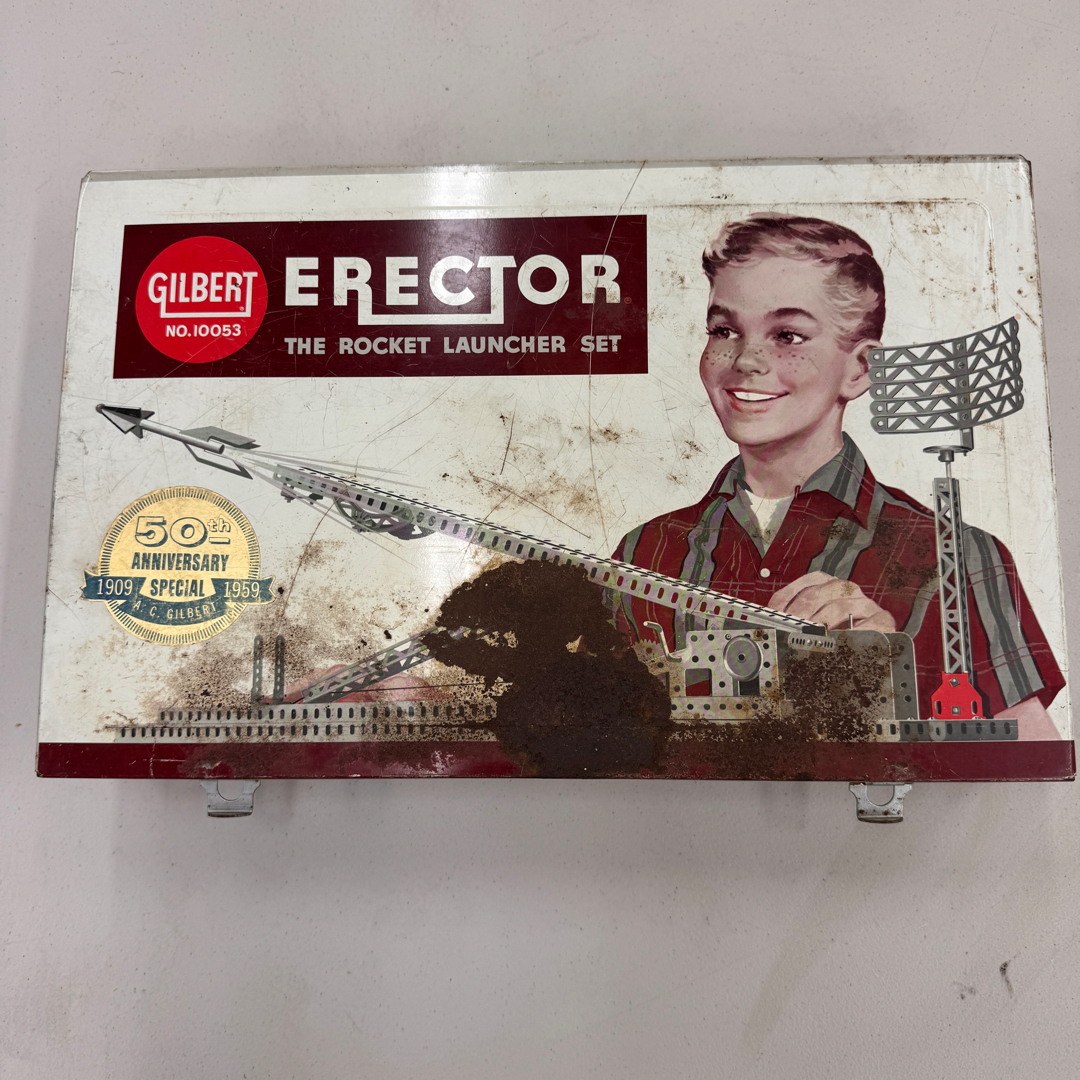 GILBERT
NO. 10053
ERECTOR
THE ROCKET LAUNCHER SET
50th
ANNIVERSARY
1909 SPECIAL 1959
A. C. GILBERT